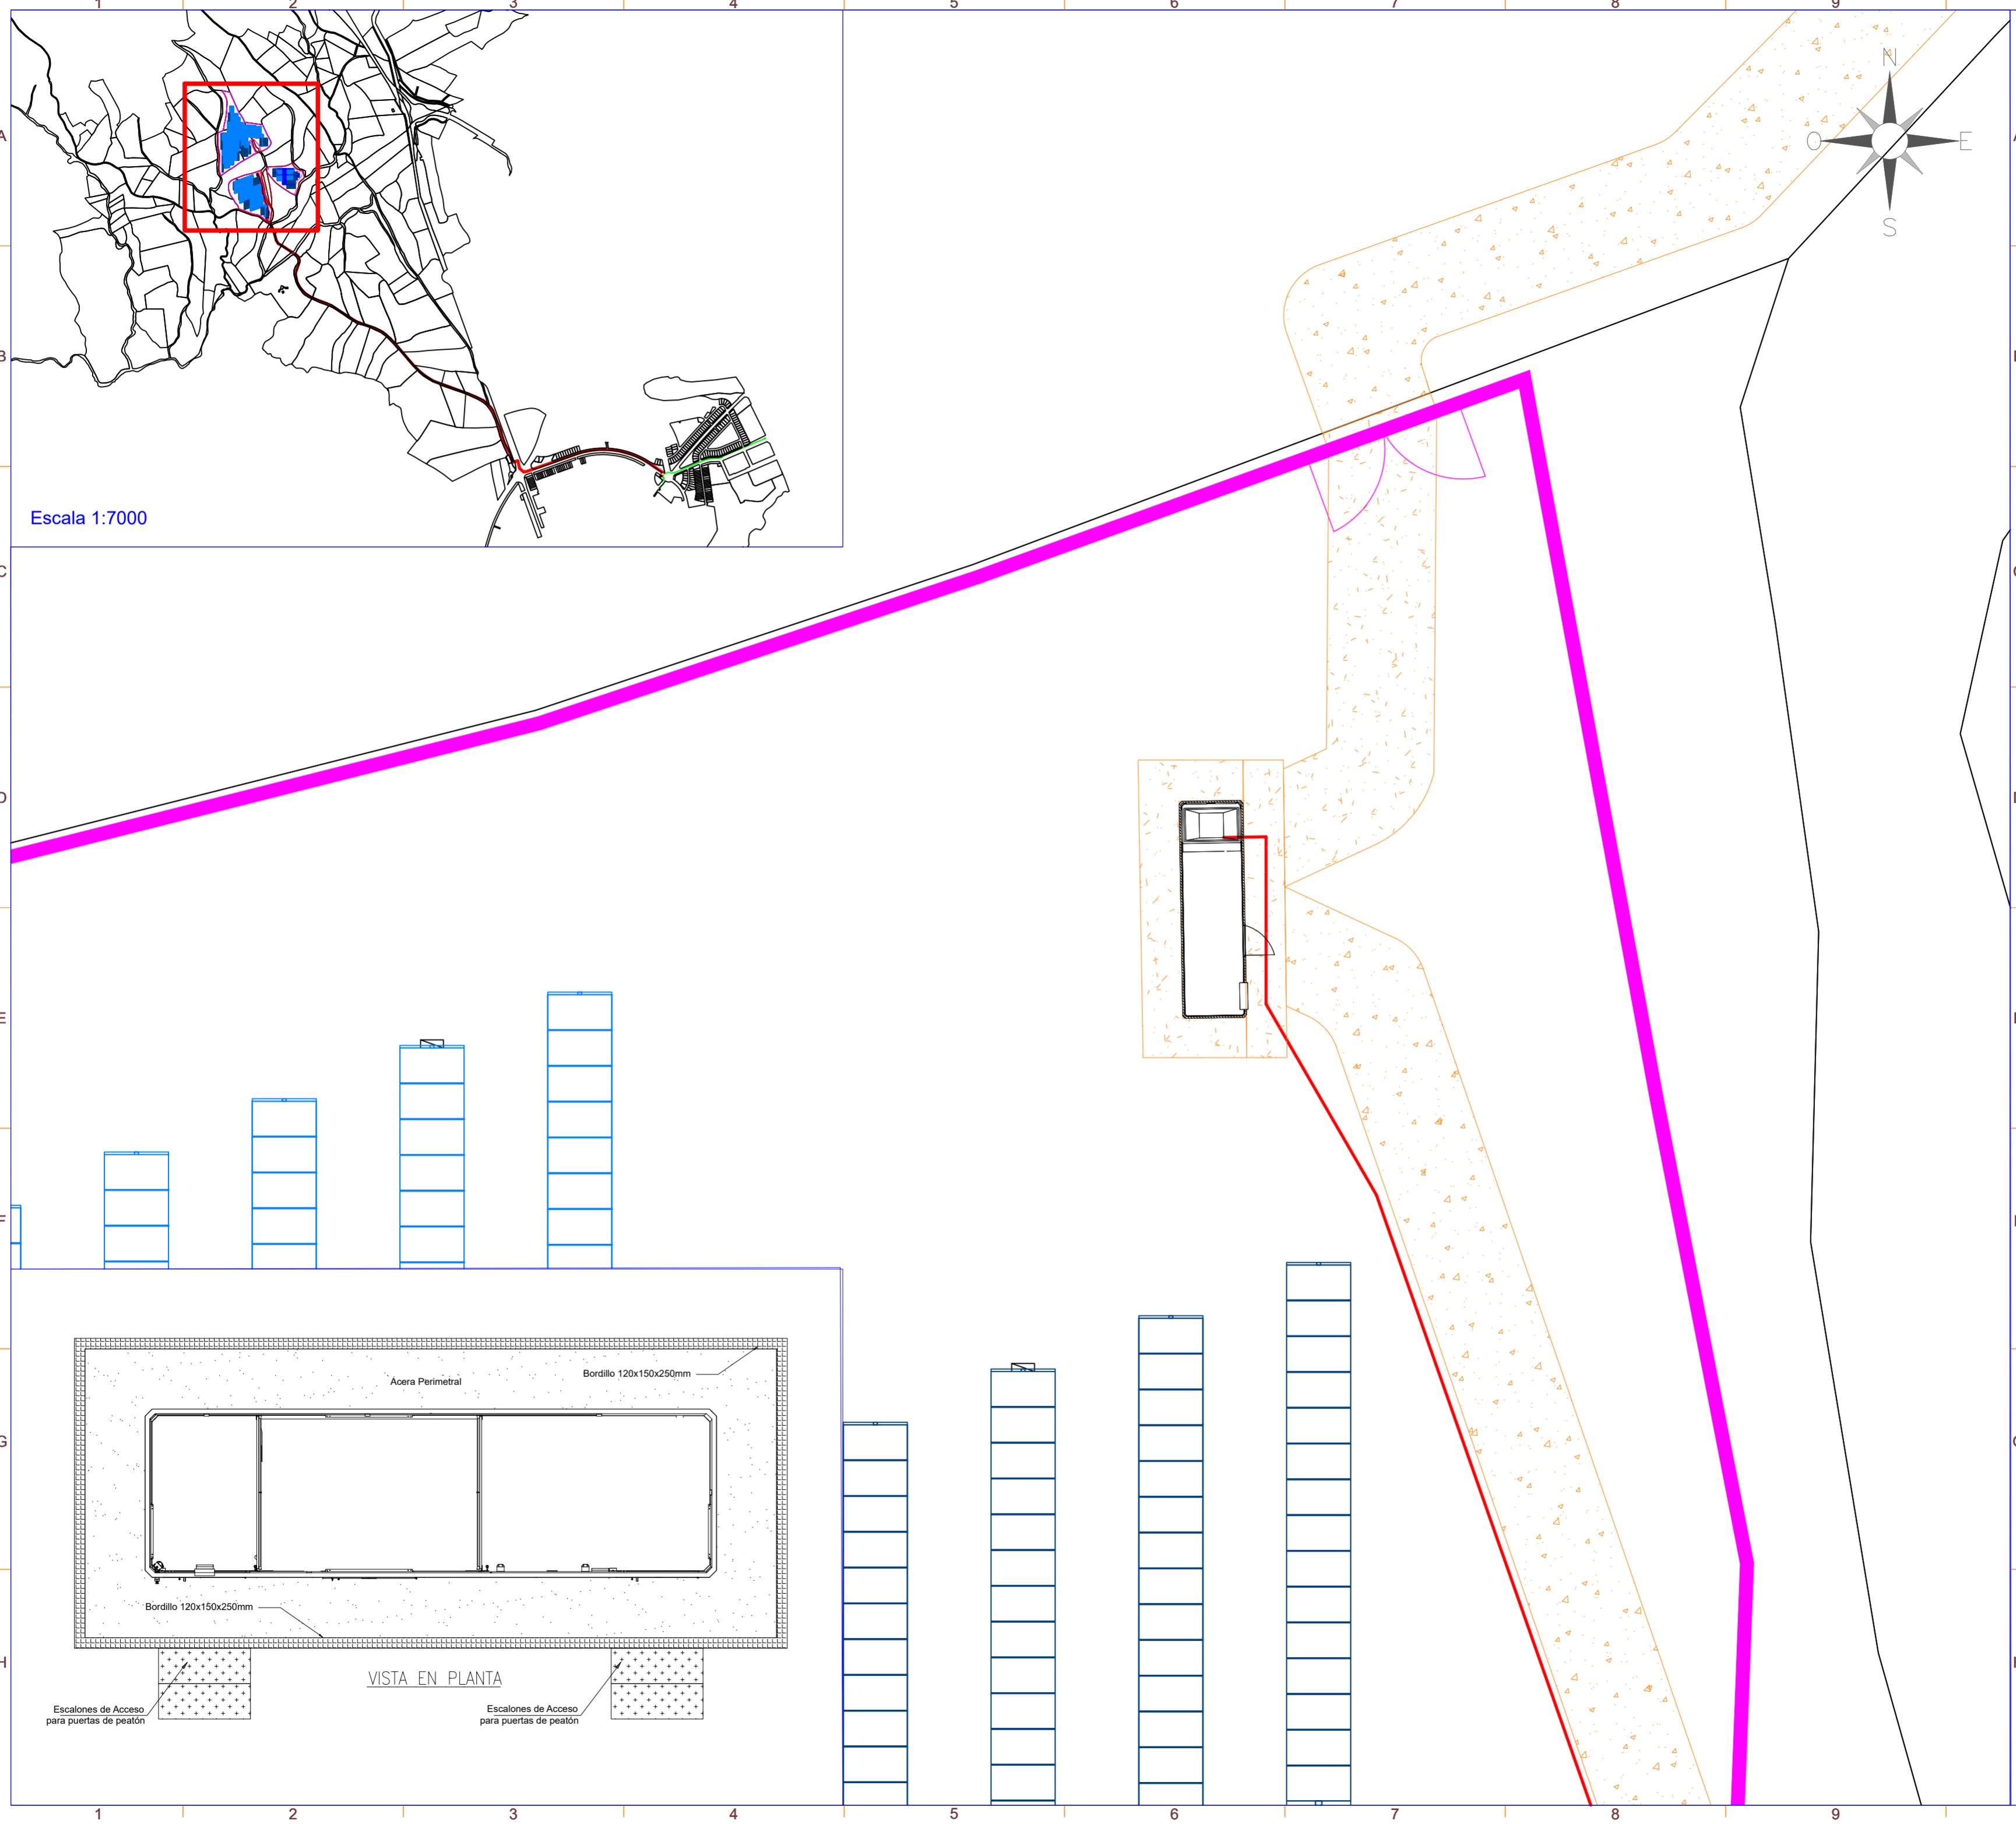 1 2 3 4 5 6 7 8 9
A
B
C
D
E
F
G
H
N
O E
S
Escala 1:7000
Bordillo 120x150x250mm
Acera Perimetral
Bordillo 120x150x250mm
VISTA EN PLANTA
Escalones de Acceso
para puertas de peatón
Escalones de Acceso
para puertas de peatón
1 2 3 4 5 6 7 8 9